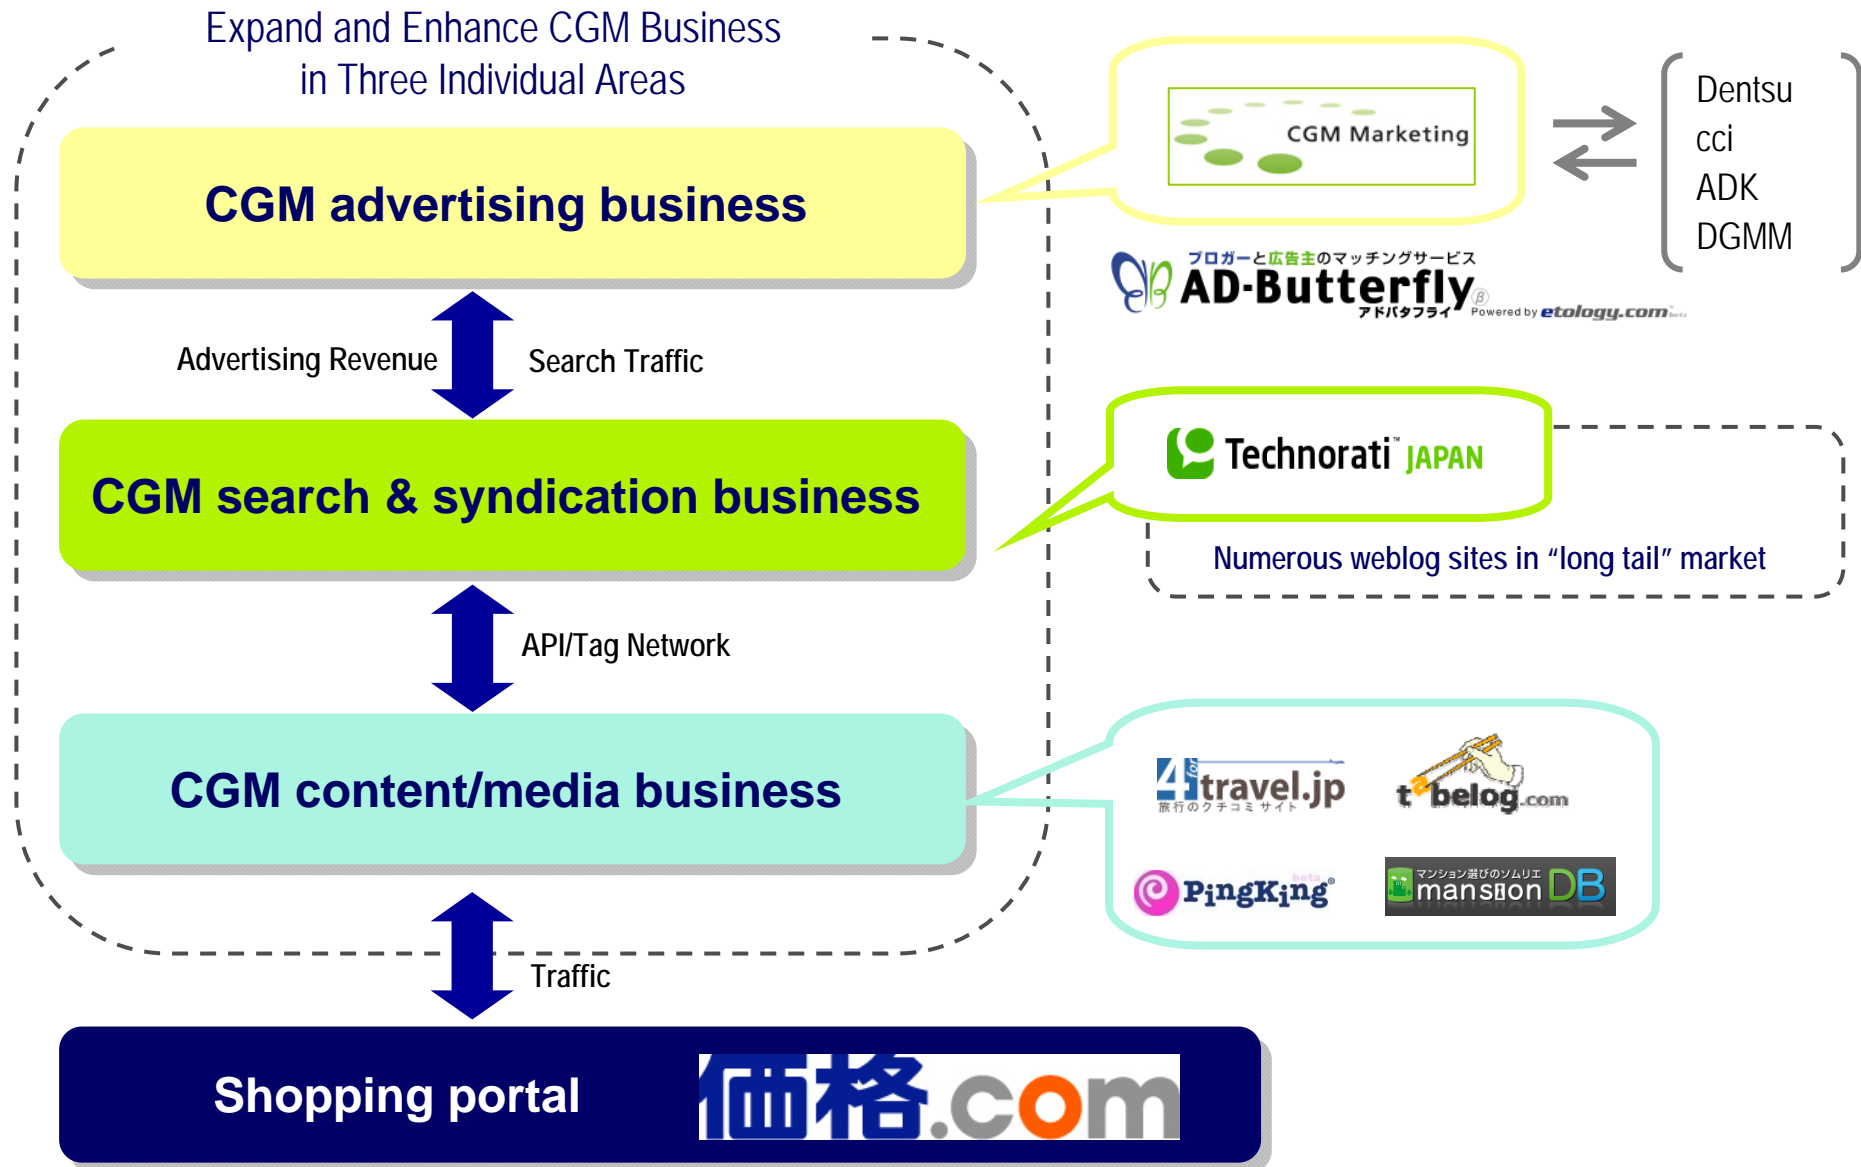 Expand and Enhance CGM Business
in Three Individual Areas
CGM advertising business
Advertising Revenue
Search Traffic
CGM search & syndication business
API/Tag Network
CGM content/media business
Traffic
Shopping portal
価格.com
CGM Marketing
Dentsu
cci
ADK
DGMM
ブロガーと広告主のマッチングサービス
AD-Butterfly β
アドバタフライ
Powered by etology.com
Technorati™ JAPAN
Numerous weblog sites in “long tail” market
4travel.jp
旅行のクチコミサイト
tabelog.com
beta
PingKing®
マンション選びのソムリエ
mansion DB